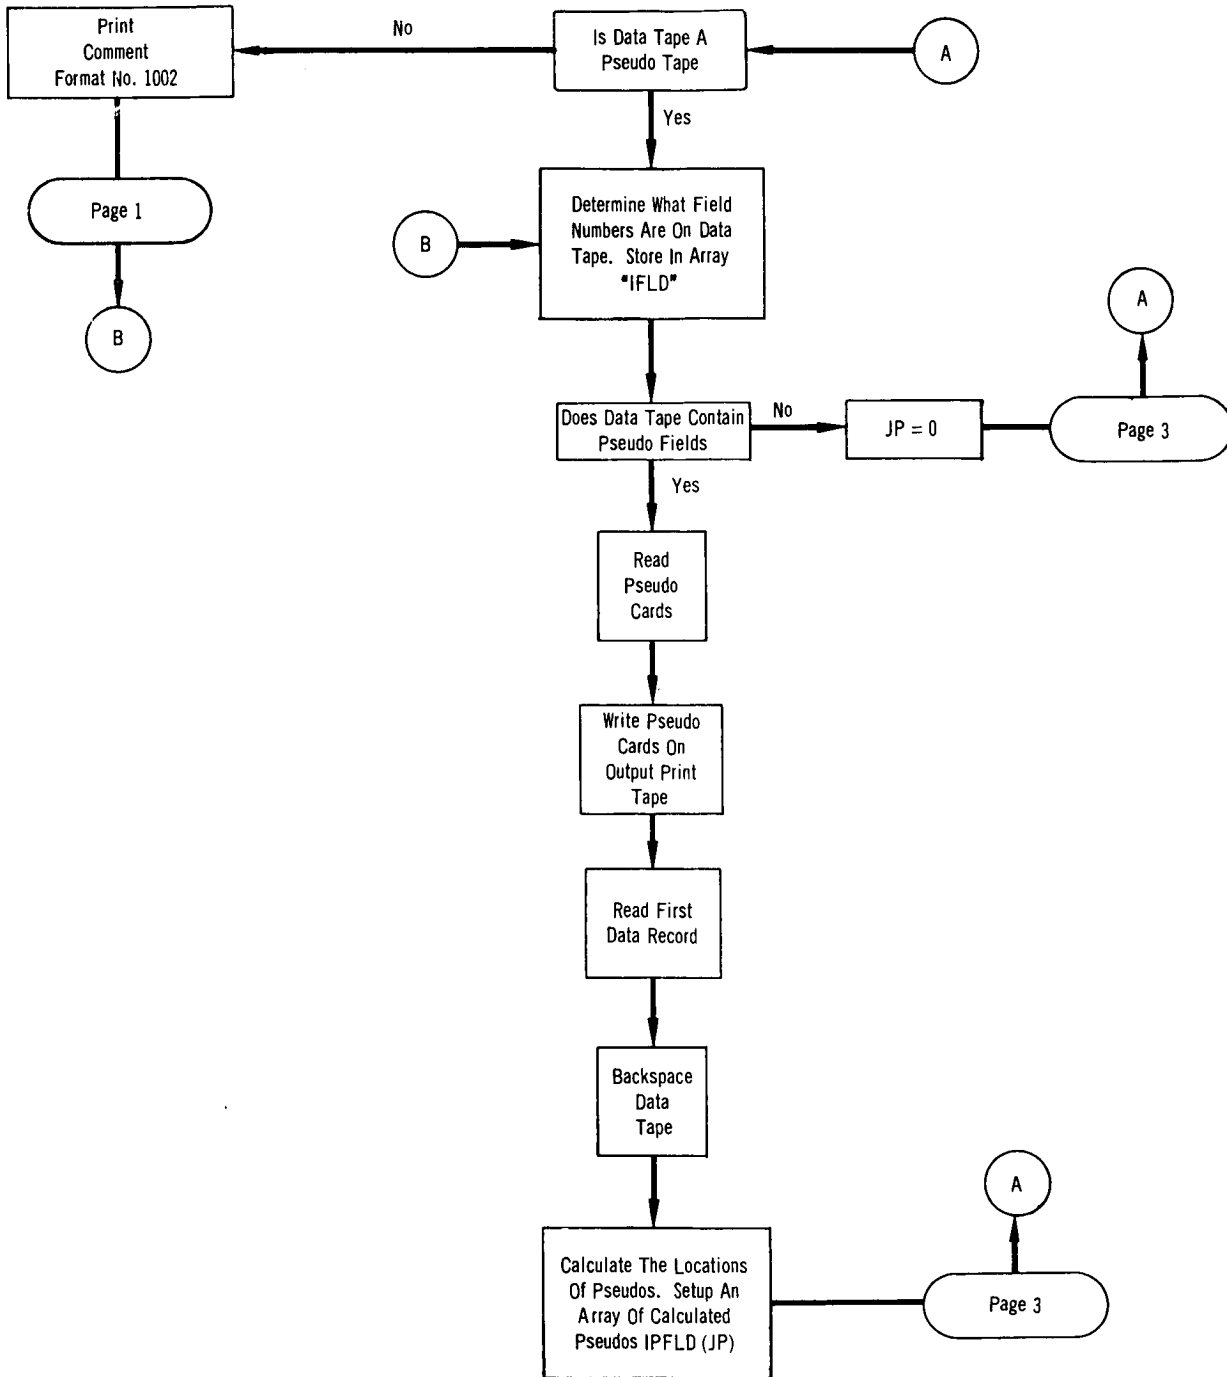 Print
Comment
Format No. 1002
No
Is Data Tape A
Pseudo Tape
A
Yes
Page 1
B
Determine What Field
Numbers Are On Data
Tape. Store In Array
"IFLD"
B
A
Does Data Tape Contain
Pseudo Fields
No
JP = 0
Page 3
Yes
Read
Pseudo
Cards
Write Pseudo
Cards On
Output Print
Tape
Read First
Data Record
Backspace
Data
Tape
A
Calculate The Locations
Of Pseudos. Setup An
Array Of Calculated
Pseudos IPFLD (JP)
Page 3